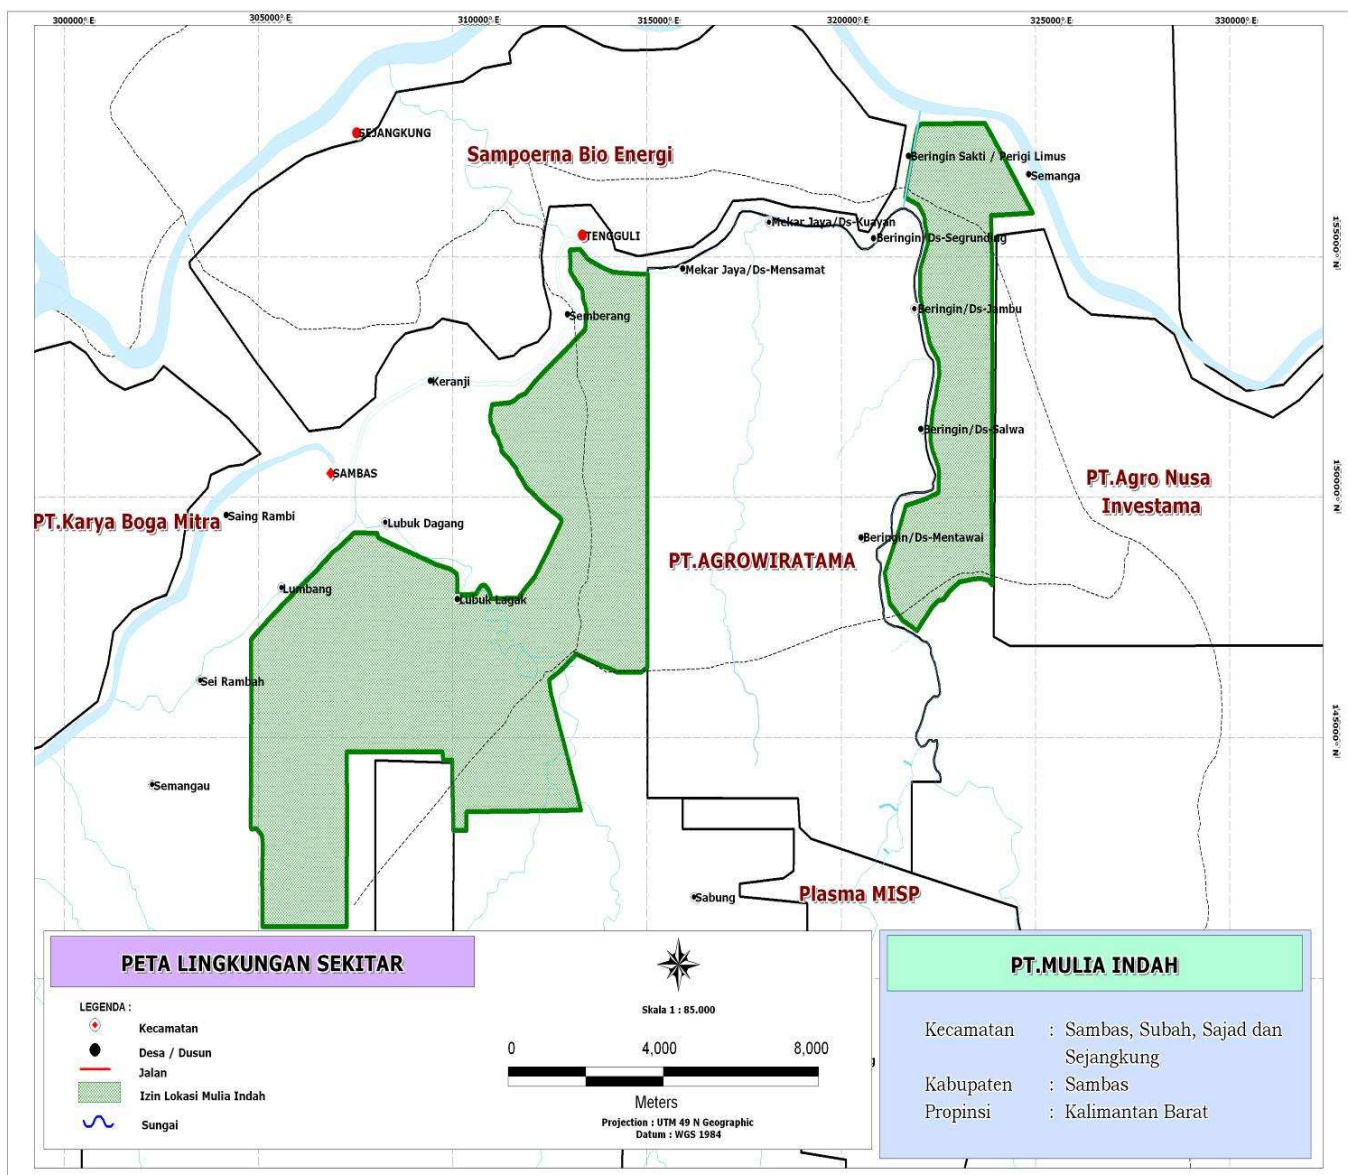 300000° E
305000° E
310000° E
315000° E
320000° E
325000° E
330000° E
SEJANGKUNG
Sampoerna Bio Energi
Beringin Sakti / Perigi Limus
Semanga
Mekar Jaya/Ds-Kuayan
TENGGULI
Beringin/Ds-Segrunding
155000° N
Mekar Jaya/Ds-Mensamat
Semberang
Beringin/Ds-Jambu
Keranji
Beringin/Ds-Salwa
SAMBAS
PT.Agro Nusa
Investama
150000° N
PT.Karya Boga Mitra
Saing Rambi
Lubuk Dagang
Beringin/Ds-Mentawai
PT.AGROWIRATAMA
Lumbang
Lubuk Lagak
Sei Rambah
145000° N
Semangau
Sabung
Plasma MISP
PETA LINGKUNGAN SEKITAR
LEGENDA :
Kecamatan
Desa / Dusun
Jalan
Izin Lokasi Mulia Indah
Sungai
Skala 1 : 85.000
0 4,000 8,000
Meters
Projection : UTM 49 N Geographic
Datum : WGS 1984
PT.MULIA INDAH
Kecamatan : Sambas, Subah, Sajad dan
Sejangkung
Kabupaten : Sambas
Propinsi : Kalimantan Barat